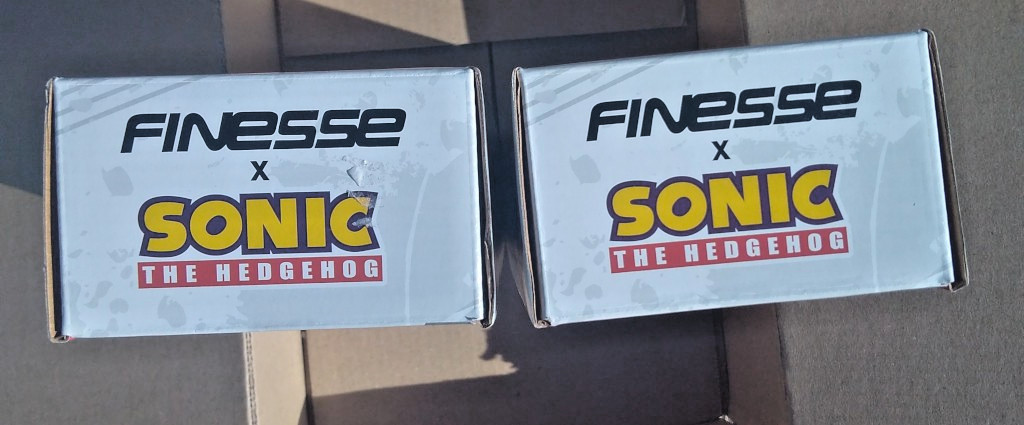 FINESSE
X
SONIC
THE HEDGEHOG
FINESSE
X
SONIC
THE HEDGEHOG